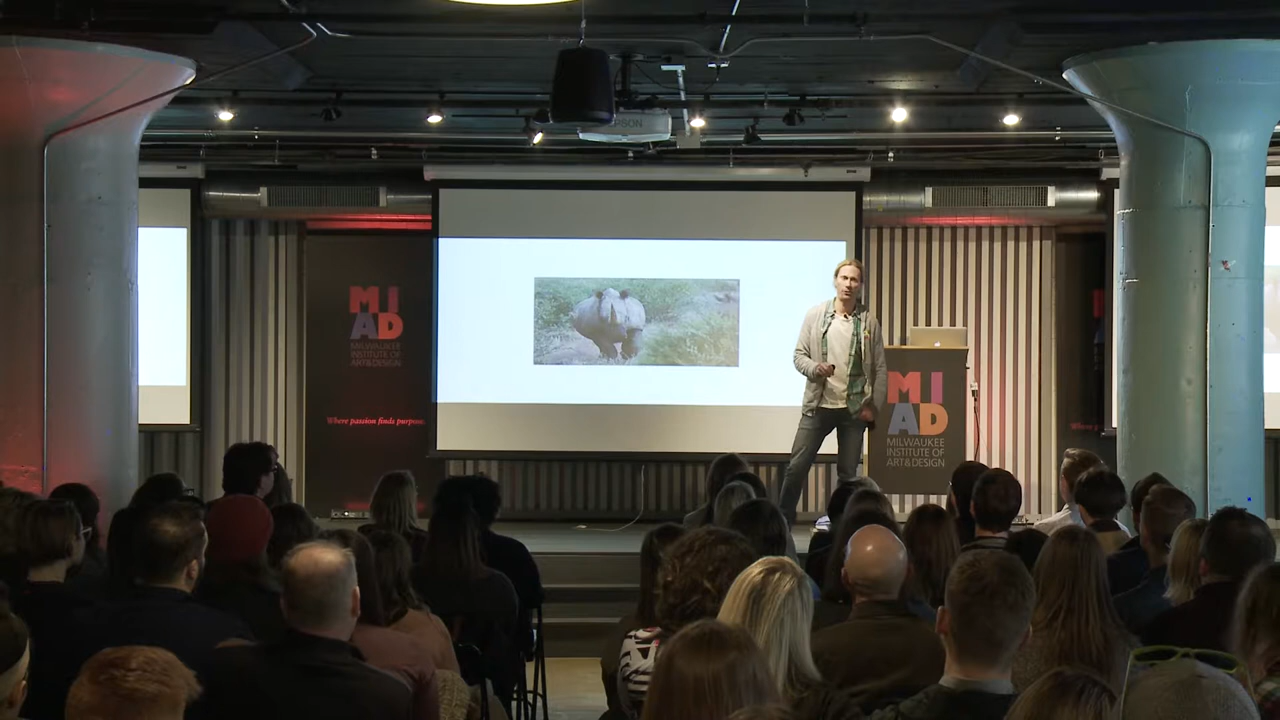 EPSON
MI
AD
MILWAUKEE
INSTITUTE OF
ART&DESIGN
Where passion finds purpose.
MI
AD
MILWAUKEE
INSTITUTE OF
ART&DESIGN
Where